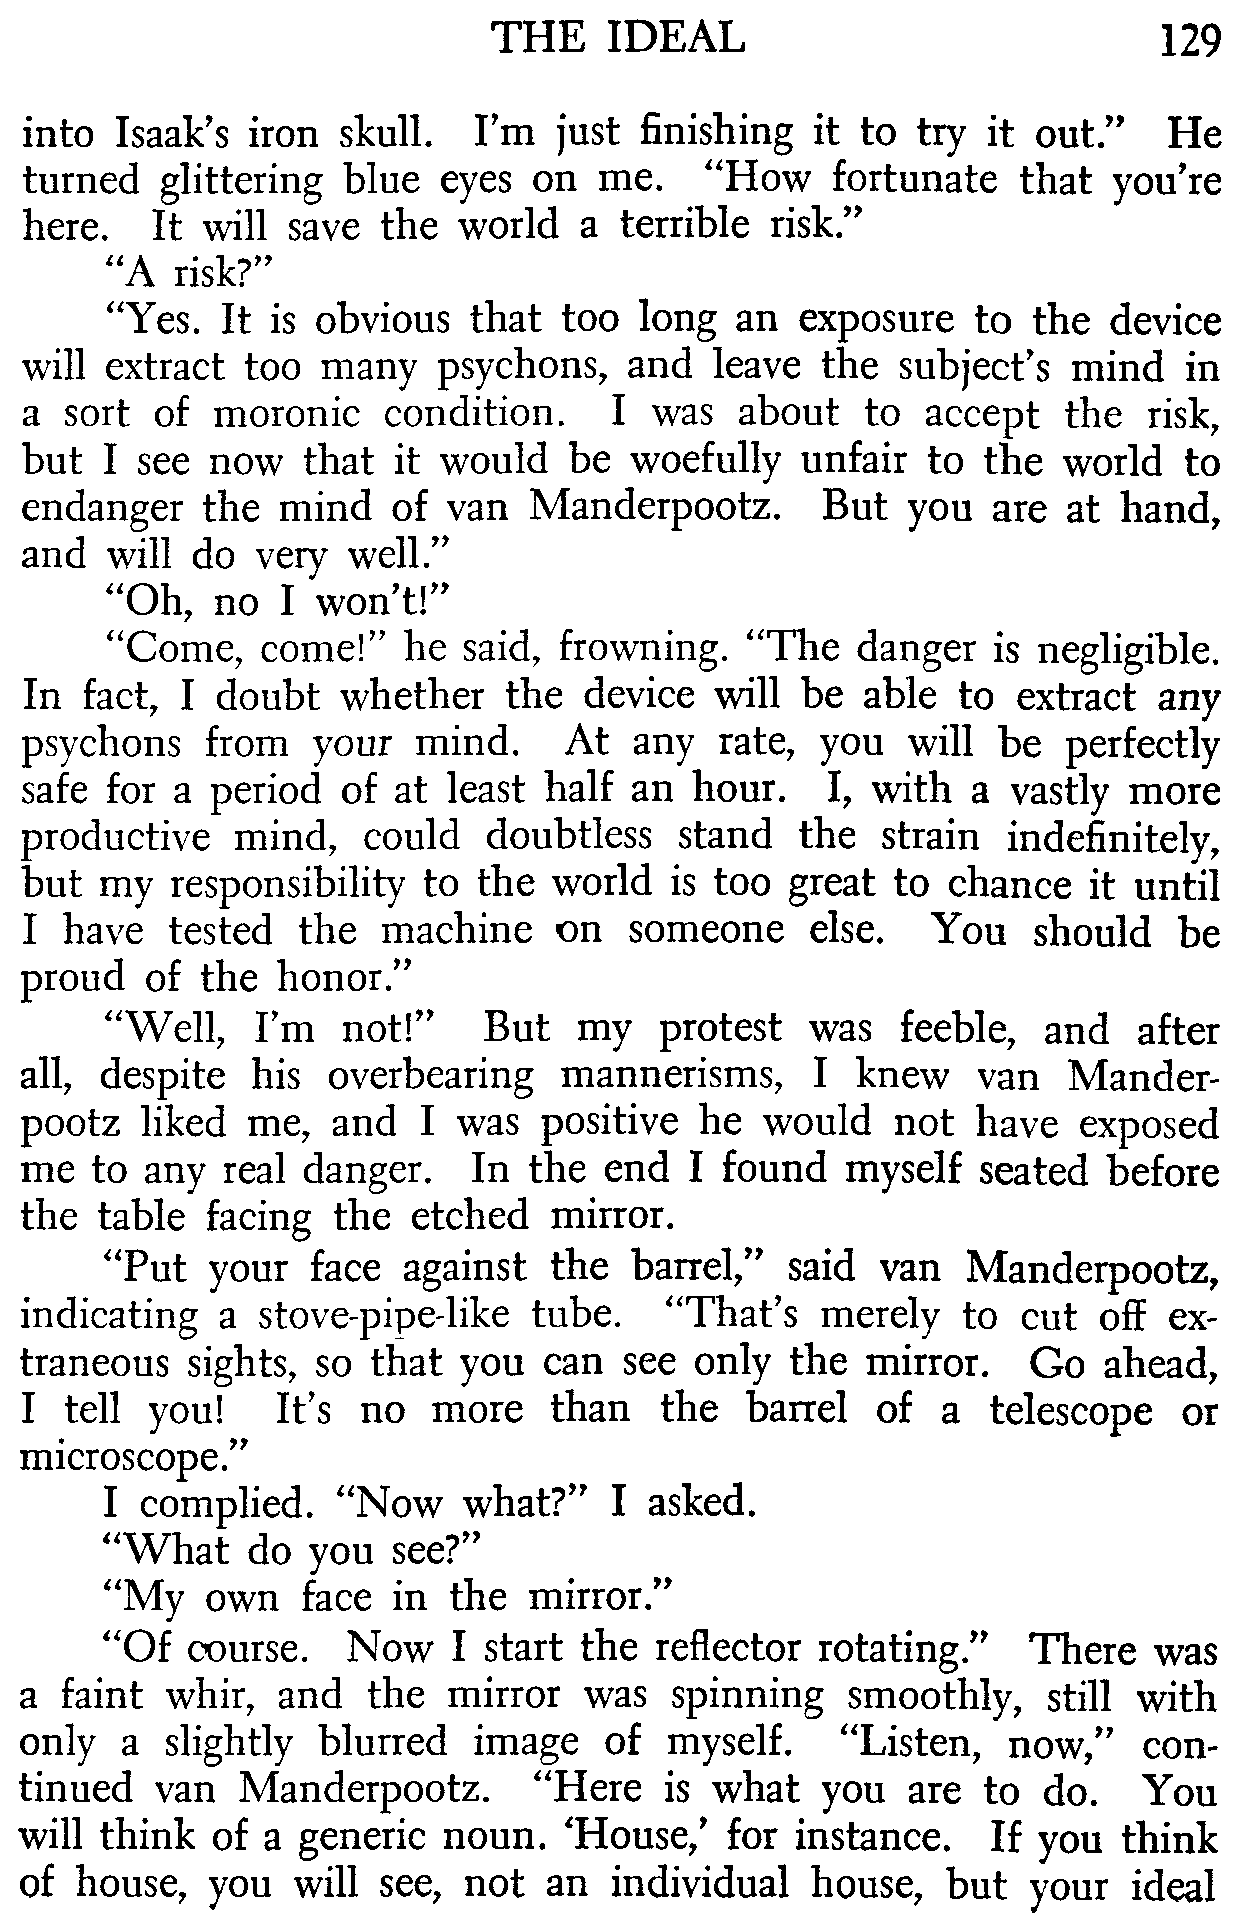 THE IDEAL 129
into Isaak's iron skull. I'm just finishing it to try it out.” He
turned glittering blue eyes on me. “How fortunate that you're
here. It will save the world a terrible risk.”
“A risk?”
“Yes. It is obvious that too long an exposure to the device
will extract too many psychons, and leave the subject's mind in
a sort of moronic condition. I was about to accept the risk,
but I see now that it would be woefully unfair to the world to
endanger the mind of van Manderpootz. But you are at hand,
and will do very well.”
“Oh, no I won't!”
“Come, come!” he said, frowning. “The danger is negligible.
In fact, I doubt whether the device will be able to extract any
psychons from your mind. At any rate, you will be perfectly
safe for a period of at least half an hour. I, with a vastly more
productive mind, could doubtless stand the strain indefinitely,
but my responsibility to the world is too great to chance it until
I have tested the machine on someone else. You should be
proud of the honor.”
“Well, I'm not!” But my protest was feeble, and after
all, despite his overbearing mannerisms, I knew van Mander-
pootz liked me, and I was positive he would not have exposed
me to any real danger. In the end I found myself seated before
the table facing the etched mirror.
“Put your face against the barrel,” said van Manderpootz,
indicating a stove-pipe-like tube. “That's merely to cut off ex-
traneous sights, so that you can see only the mirror. Go ahead,
I tell you! It's no more than the barrel of a telescope or
microscope.”
I complied. “Now what?” I asked.
“What do you see?”
“My own face in the mirror.”
“Of course. Now I start the reflector rotating.” There was
a faint whir, and the mirror was spinning smoothly, still with
only a slightly blurred image of myself. “Listen, now,” con-
tinued van Manderpootz. “Here is what you are to do. You
will think of a generic noun. ‘House,’ for instance. If you think
of house, you will see, not an individual house, but your ideal